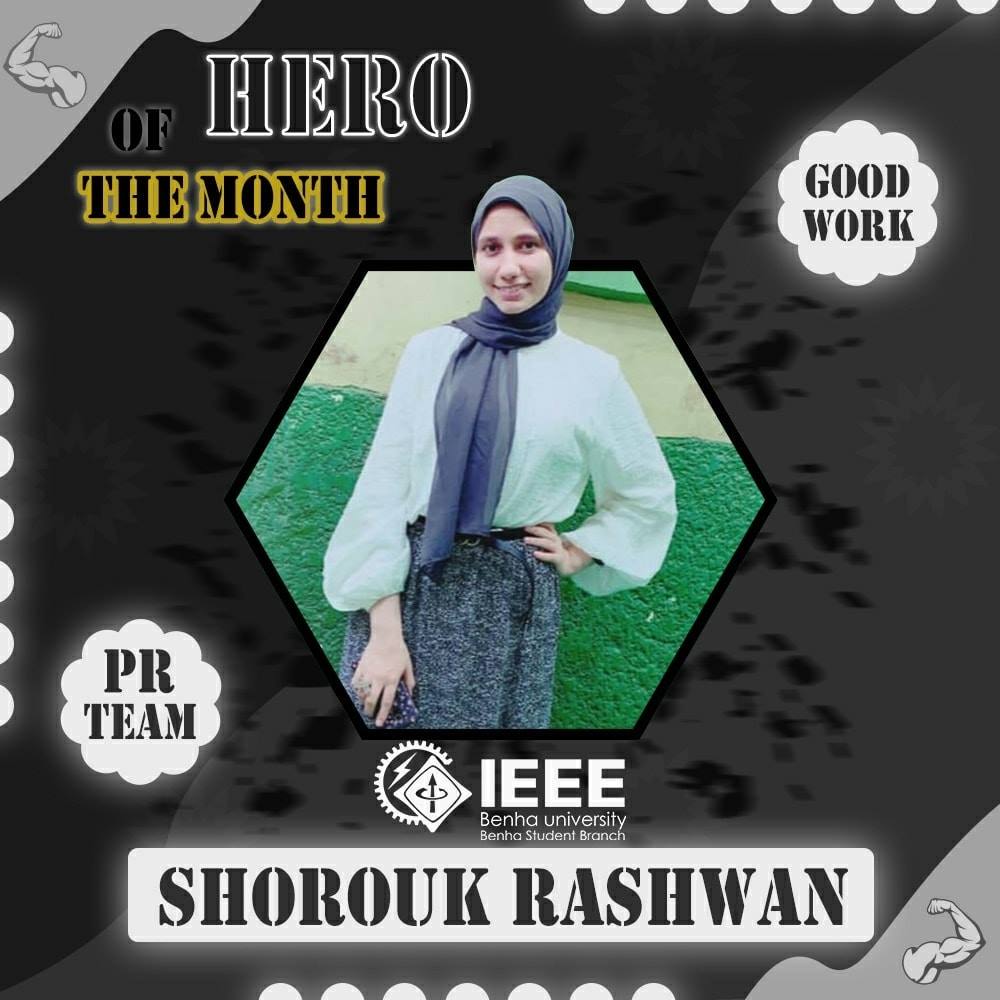 HERO
OF
THE MONTH
GOOD
WORK
PR
TEAM
IEEE
Benha university
Benha Student Branch
SHOROUK RASHWAN